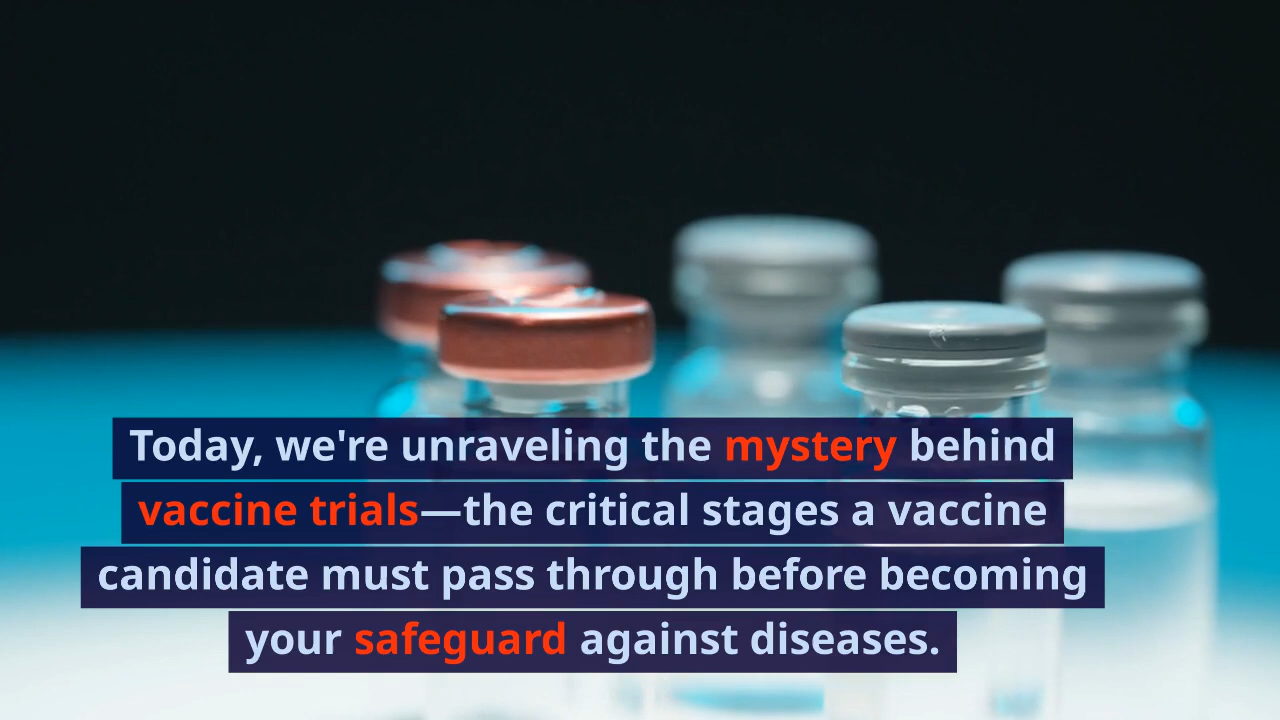 Today, we're unraveling the mystery behind
vaccine trials—the critical stages a vaccine
candidate must pass through before becoming
your safeguard against diseases.